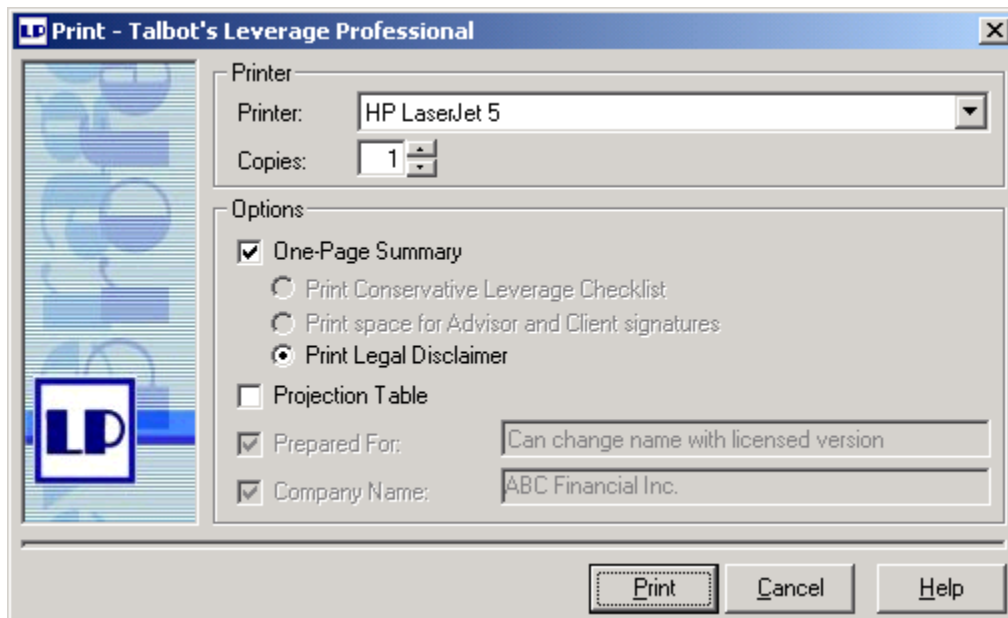 LP Print - Talbot's Leverage Professional
Printer
Printer: HP LaserJet 5
Copies: 1
Options
One-Page Summary
Print Conservative Leverage Checklist
Print space for Advisor and Client signatures
Print Legal Disclaimer
Projection Table
Prepared For: Can change name with licensed version
Company Name: ABC Financial Inc.
LP
Print Cancel Help